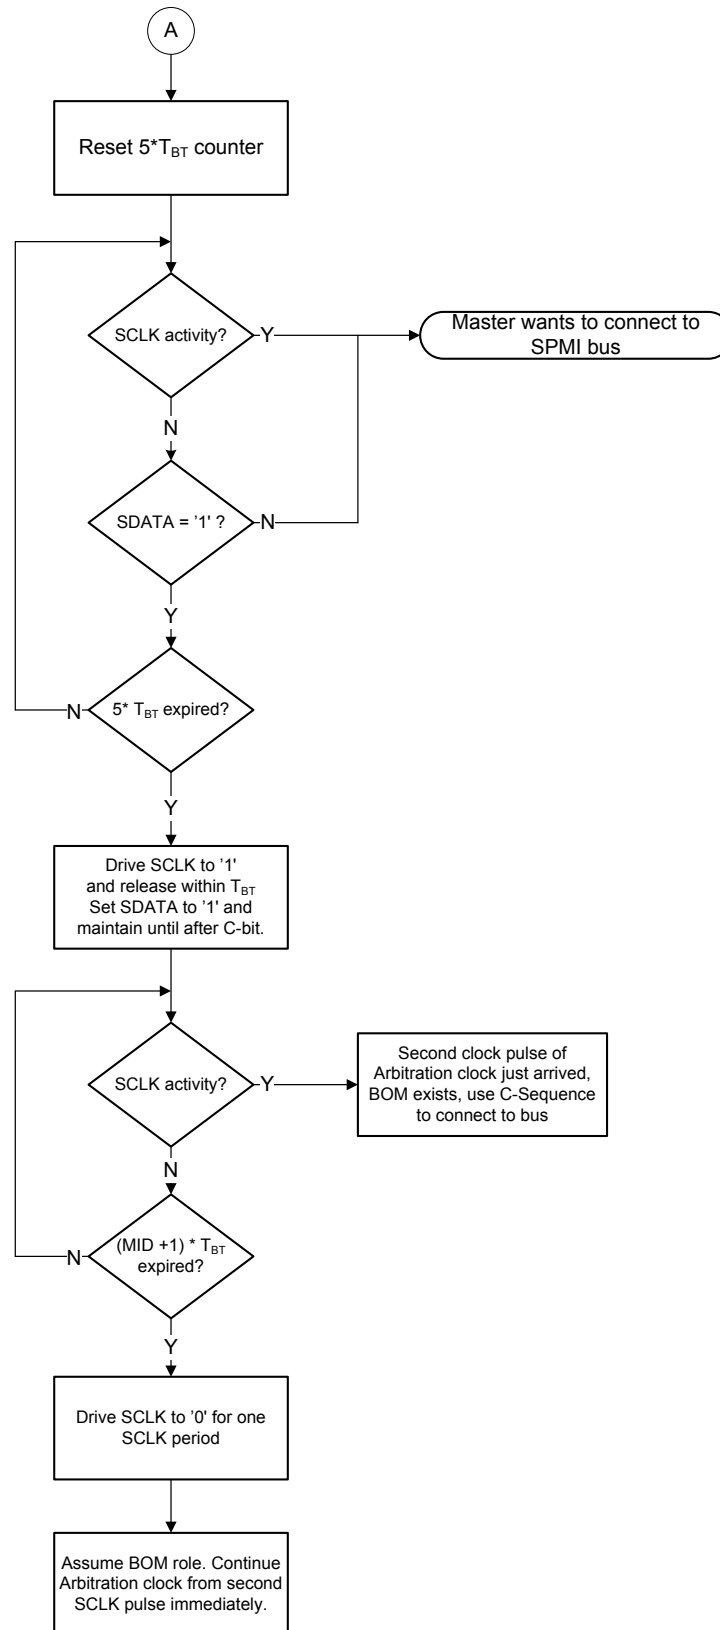 A
Reset 5*TBT counter
SCLK activity?
Y
Master wants to connect to
SPMI bus
N
SDATA = '1' ?
N
Y
5* TBT expired?
N
Y
Drive SCLK to '1'
and release within TBT
Set SDATA to '1' and
maintain until after C-bit.
SCLK activity?
Y
Second clock pulse of
Arbitration clock just arrived,
BOM exists, use C-Sequence
to connect to bus
N
(MID +1) * TBT
expired?
N
Y
Drive SCLK to '0' for one
SCLK period
Assume BOM role. Continue
Arbitration clock from second
SCLK pulse immediately.